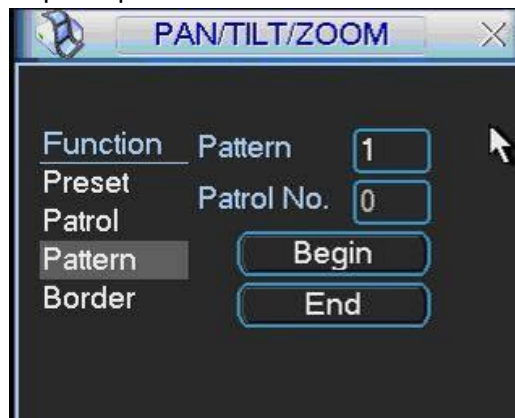 PAN/TILT/ZOOM
Function
Preset
Patrol
Pattern
Border
Pattern 1
Patrol No. 0
Begin
End